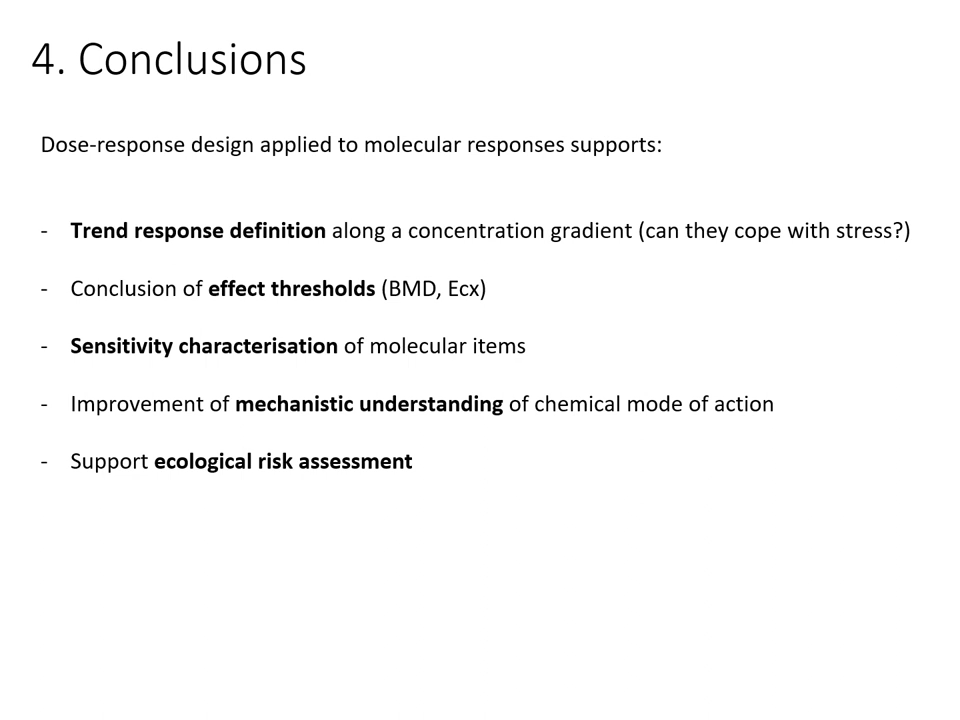 4. Conclusions
Dose-response design applied to molecular responses supports:
- Trend response definition along a concentration gradient (can they cope with stress?)
- Conclusion of effect thresholds (BMD, Ecx)
- Sensitivity characterisation of molecular items
- Improvement of mechanistic understanding of chemical mode of action
- Support ecological risk assessment